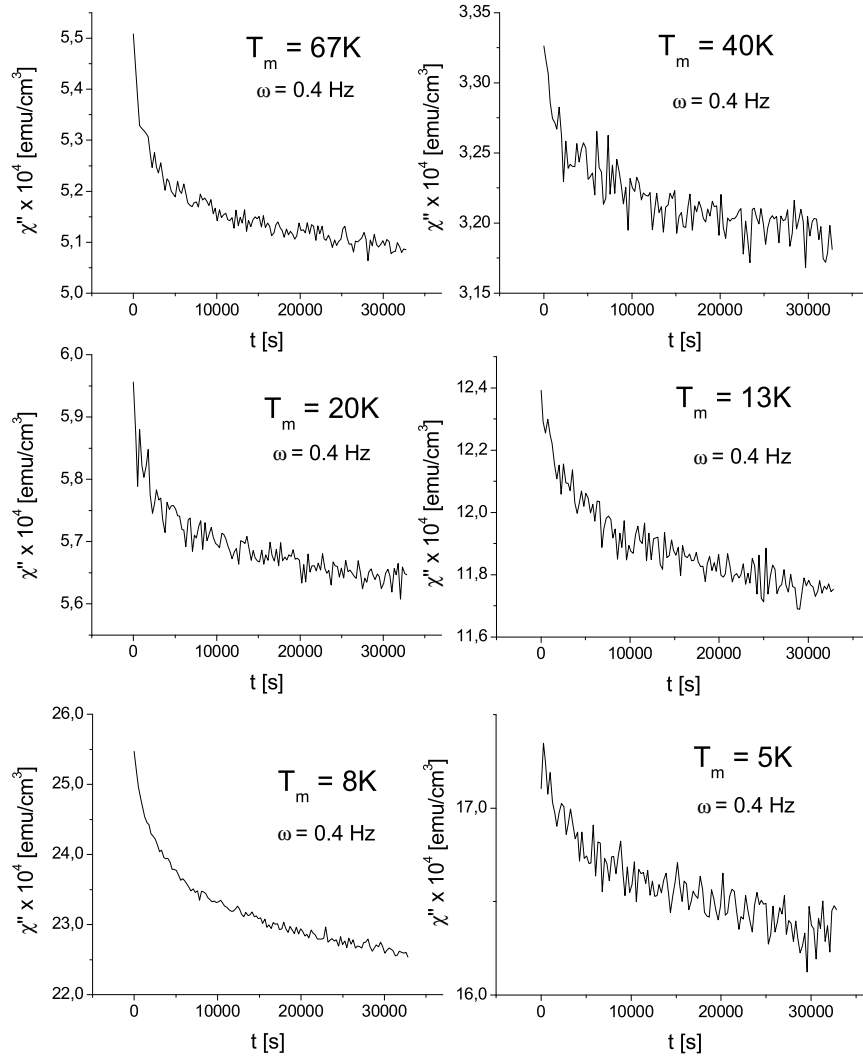 5,5
5,4
5,3
5,2
5,1
5,0
χ'' x 10^4 [emu/cm^3]
T_m = 67K
ω = 0.4 Hz
0 10000 20000 30000
t [s]
3,35
3,30
3,25
3,20
3,15
χ'' x 10^4 [emu/cm^3]
T_m = 40K
ω = 0.4 Hz
0 10000 20000 30000
t [s]
6,0
5,9
5,8
5,7
5,6
χ'' x 10^4 [emu/cm^3]
T_m = 20K
ω = 0.4 Hz
0 10000 20000 30000
t [s]
12,4
12,2
12,0
11,8
11,6
χ'' x 10^4 [emu/cm^3]
T_m = 13K
ω = 0.4 Hz
0 10000 20000 30000
t [s]
26,0
25,0
24,0
23,0
22,0
χ'' x 10^4 [emu/cm^3]
T_m = 8K
ω = 0.4 Hz
0 10000 20000 30000
t [s]
17,0
16,0
χ'' x 10^4 [emu/cm^3]
T_m = 5K
ω = 0.4 Hz
0 10000 20000 30000
t [s]